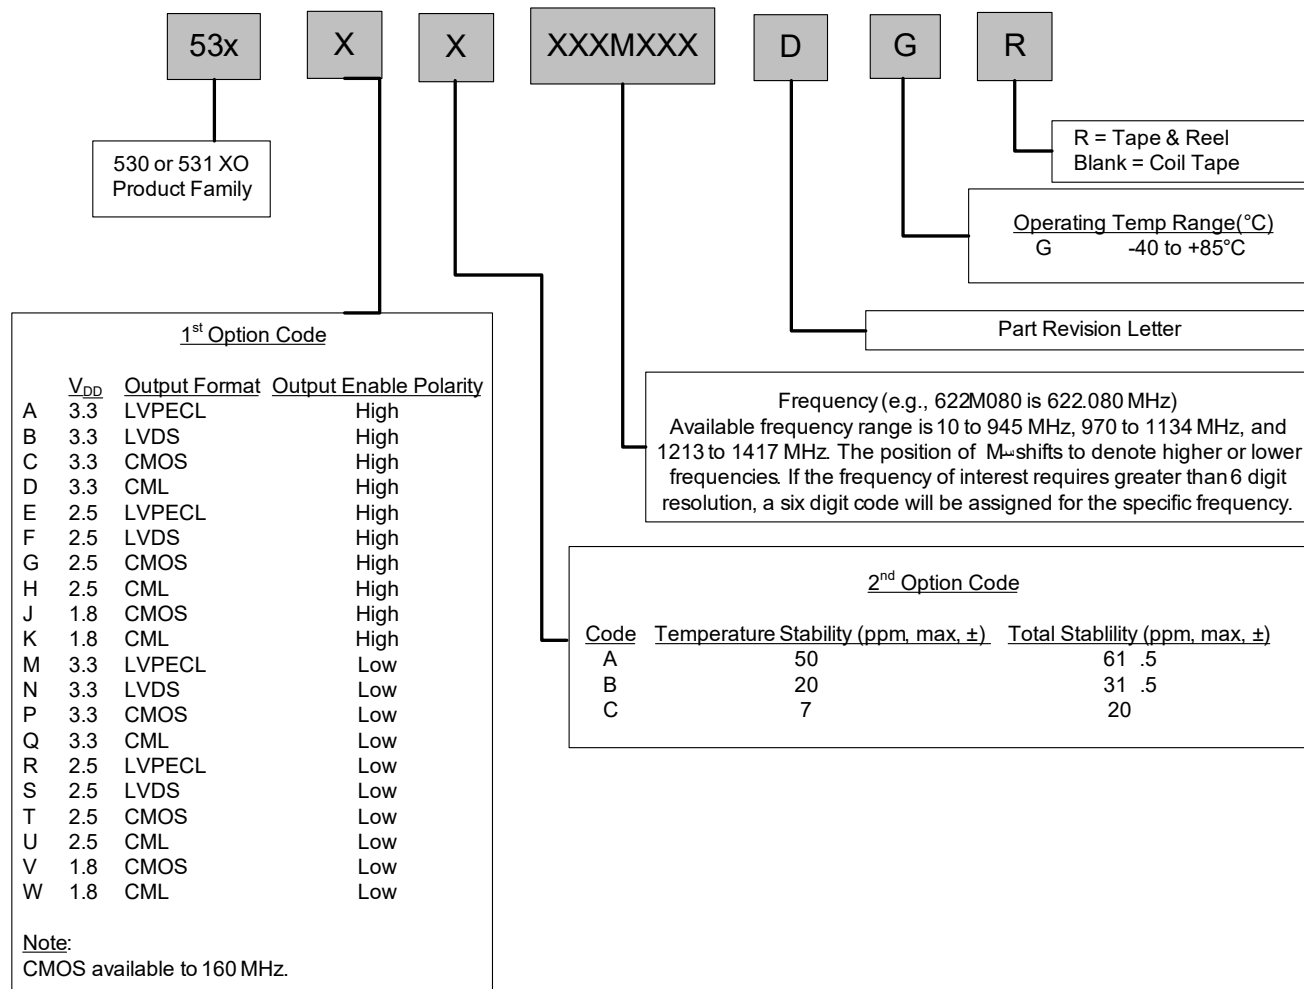 53x X X XXXMXXX D G R
R = Tape & Reel
Blank = Coil Tape
530 or 531 XO
Product Family
Operating Temp Range(°C)
G -40 to +85°C
Part Revision Letter
1st Option Code
VDD Output Format Output Enable Polarity
A 3.3 LVPECL High
B 3.3 LVDS High
C 3.3 CMOS High
D 3.3 CML High
E 2.5 LVPECL High
F 2.5 LVDS High
G 2.5 CMOS High
H 2.5 CML High
J 1.8 CMOS High
K 1.8 CML High
M 3.3 LVPECL Low
N 3.3 LVDS Low
P 3.3 CMOS Low
Q 3.3 CML Low
R 2.5 LVPECL Low
S 2.5 LVDS Low
T 2.5 CMOS Low
U 2.5 CML Low
V 1.8 CMOS Low
W 1.8 CML Low
Note:
CMOS available to 160 MHz.
Frequency (e.g., 622M080 is 622.080 MHz)
Available frequency range is 10 to 945 MHz, 970 to 1134 MHz, and
1213 to 1417 MHz. The position of M shifts to denote higher or lower
frequencies. If the frequency of interest requires greater than 6 digit
resolution, a six digit code will be assigned for the specific frequency.
2nd Option Code
Code Temperature Stability (ppm, max, ±) Total Stablility (ppm, max, ±)
A 50 61 .5
B 20 31 .5
C 7 20